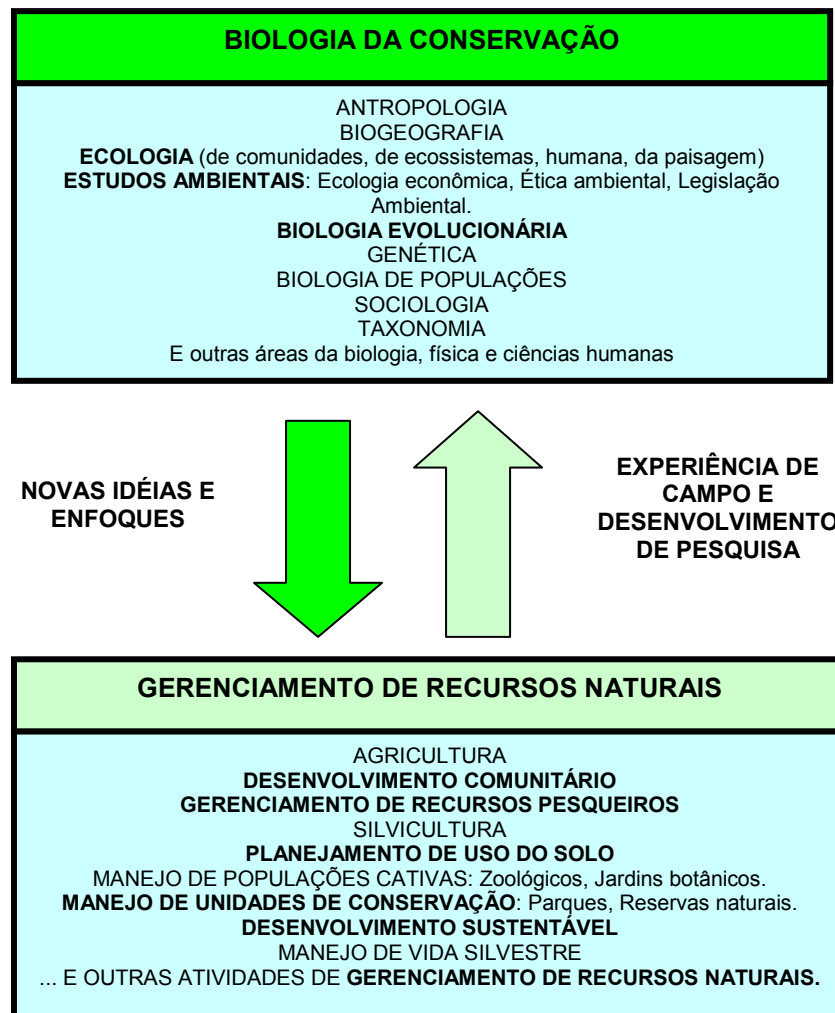 BIOLOGIA DA CONSERVAÇÃO
ANTROPOLOGIA
BIOGEOGRAFIA
ECOLOGIA (de comunidades, de ecossistemas, humana, da paisagem)
ESTUDOS AMBIENTAIS: Ecologia econômica, Ética ambiental, Legislação
Ambiental.
BIOLOGIA EVOLUCIONÁRIA
GENÉTICA
BIOLOGIA DE POPULAÇÕES
SOCIOLOGIA
TAXONOMIA
E outras áreas da biologia, física e ciências humanas
NOVAS IDÉIAS E
ENFOQUES
EXPERIÊNCIA DE
CAMPO E
DESENVOLVIMENTO
DE PESQUISA
GERENCIAMENTO DE RECURSOS NATURAIS
AGRICULTURA
DESENVOLVIMENTO COMUNITÁRIO
GERENCIAMENTO DE RECURSOS PESQUEIROS
SILVICULTURA
PLANEJAMENTO DE USO DO SOLO
MANEJO DE POPULAÇÕES CATIVAS: Zoológicos, Jardins botânicos.
MANEJO DE UNIDADES DE CONSERVAÇÃO: Parques, Reservas naturais.
DESENVOLVIMENTO SUSTENTÁVEL
MANEJO DE VIDA SILVESTRE
... E OUTRAS ATIVIDADES DE GERENCIAMENTO DE RECURSOS NATURAIS.